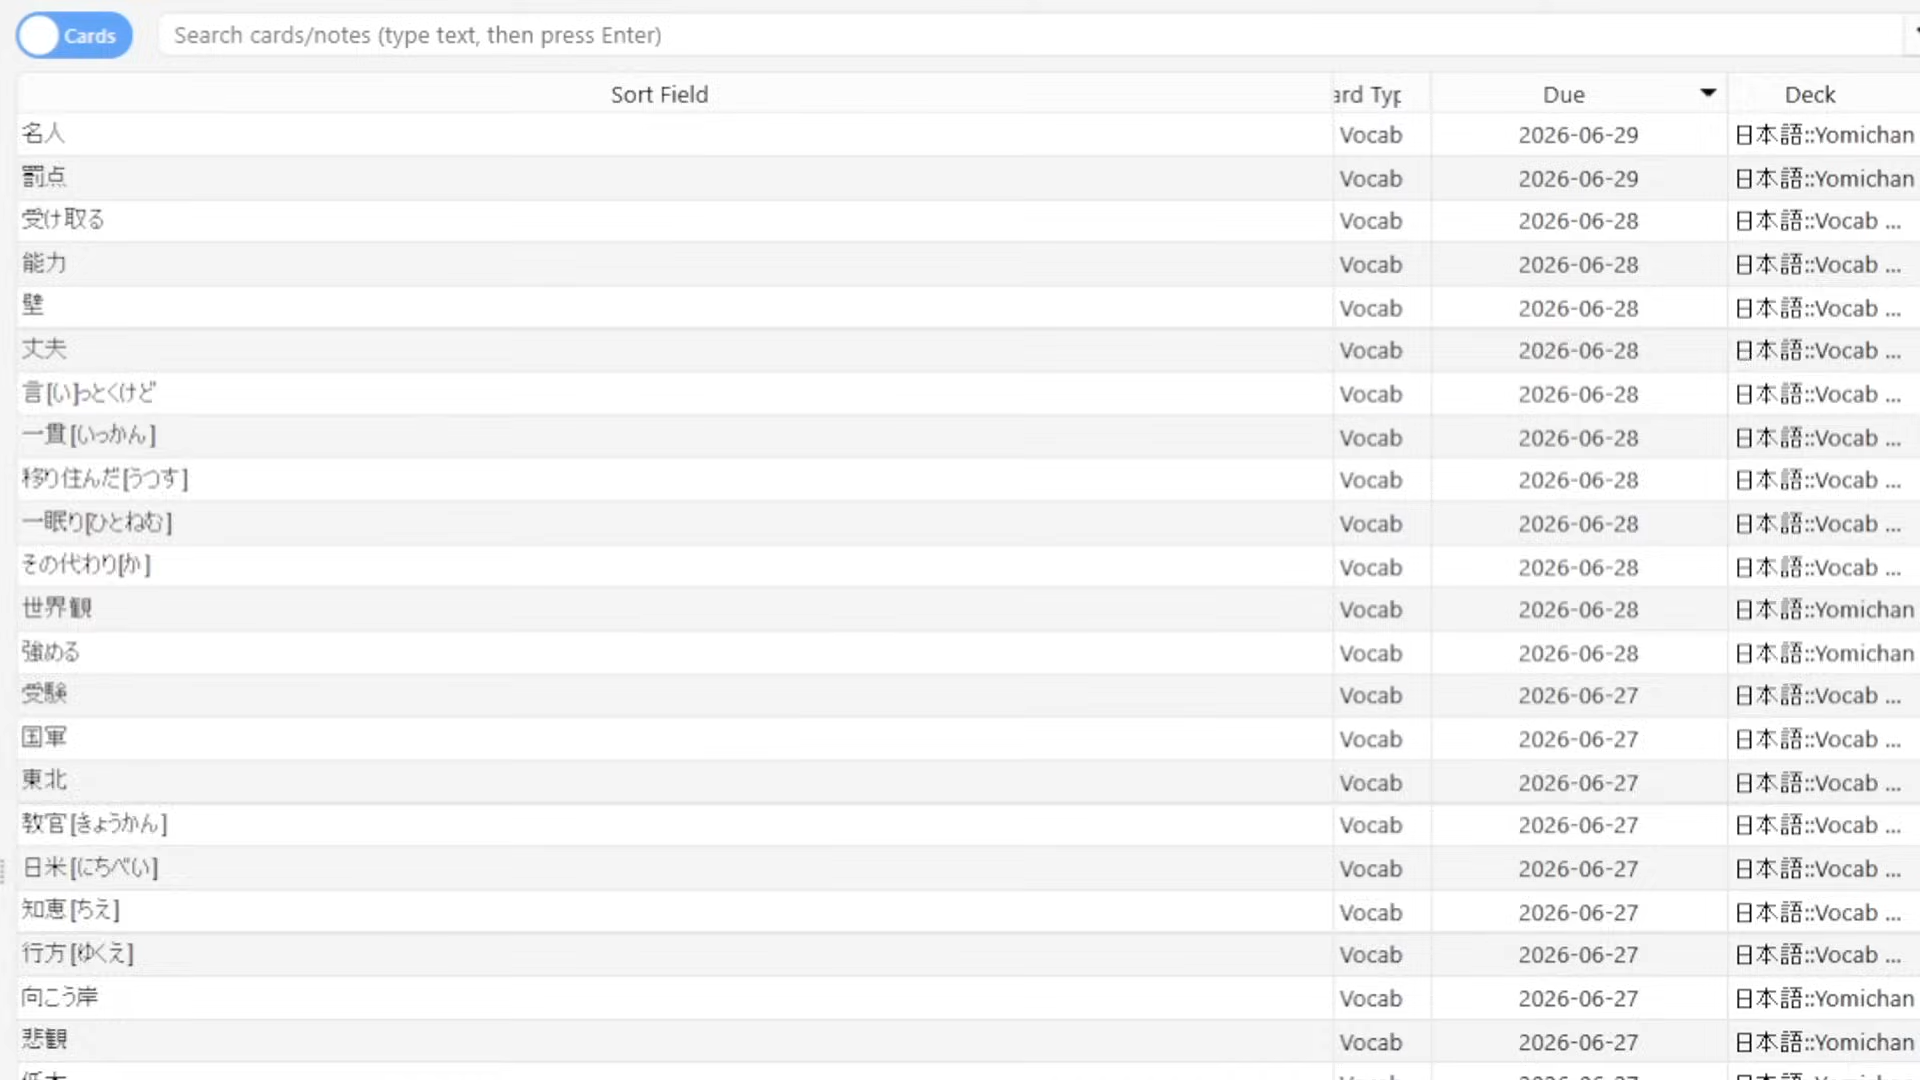 Cards Search cards/notes (type text, then press Enter)
Sort Field ard Typ Due Deck
名人 Vocab 2026-06-29 日本語::Yomichan
罰点 Vocab 2026-06-29 日本語::Yomichan
受け取る Vocab 2026-06-28 日本語::Vocab ...
能力 Vocab 2026-06-28 日本語::Vocab ...
壁 Vocab 2026-06-28 日本語::Vocab ...
丈夫 Vocab 2026-06-28 日本語::Vocab ...
言[い]っとくけど Vocab 2026-06-28 日本語::Vocab ...
一貫[いっかん] Vocab 2026-06-28 日本語::Vocab ...
移り住んだ[うつす] Vocab 2026-06-28 日本語::Vocab ...
一眠り[ひとねむ] Vocab 2026-06-28 日本語::Vocab ...
その代わり[か] Vocab 2026-06-28 日本語::Vocab ...
世界観 Vocab 2026-06-28 日本語::Yomichan
強める Vocab 2026-06-28 日本語::Yomichan
受験 Vocab 2026-06-27 日本語::Vocab ...
国軍 Vocab 2026-06-27 日本語::Vocab ...
東北 Vocab 2026-06-27 日本語::Vocab ...
教官[きょうかん] Vocab 2026-06-27 日本語::Vocab ...
日米[にちべい] Vocab 2026-06-27 日本語::Vocab ...
知恵[ちえ] Vocab 2026-06-27 日本語::Vocab ...
行方[ゆくえ] Vocab 2026-06-27 日本語::Vocab ...
向こう岸 Vocab 2026-06-27 日本語::Yomichan
悲観 Vocab 2026-06-27 日本語::Yomichan